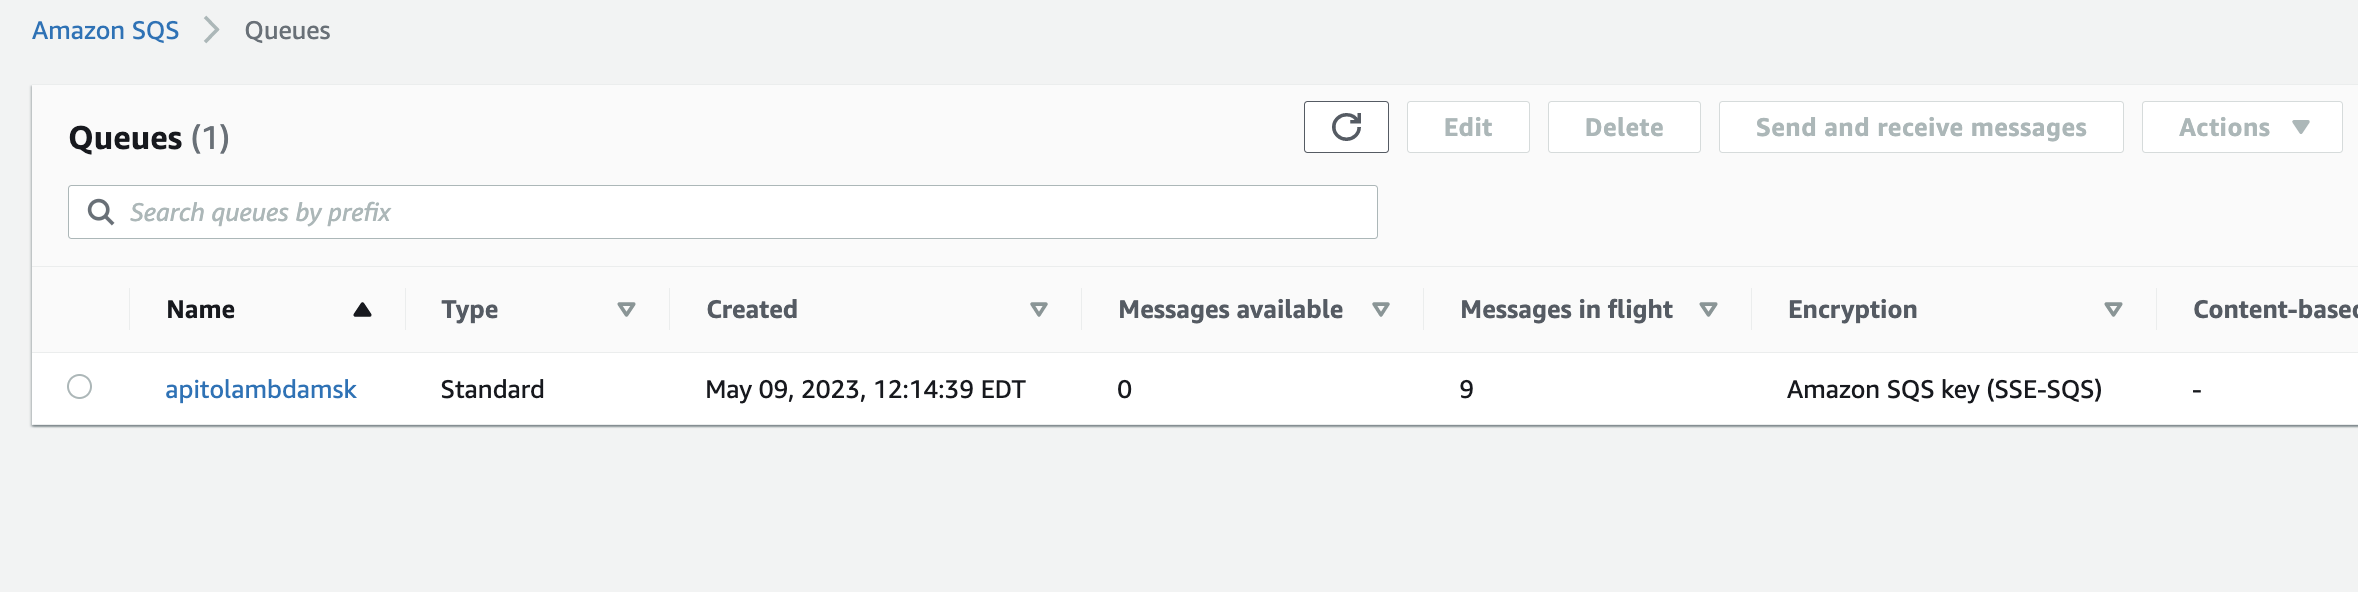 Amazon SQS > Queues
Queues (1)
Edit Delete Send and receive messages Actions
Search queues by prefix
Name Type Created Messages available Messages in flight Encryption Content-based
apitolambdamsk Standard May 09, 2023, 12:14:39 EDT 0 9 Amazon SQS key (SSE-SQS) -